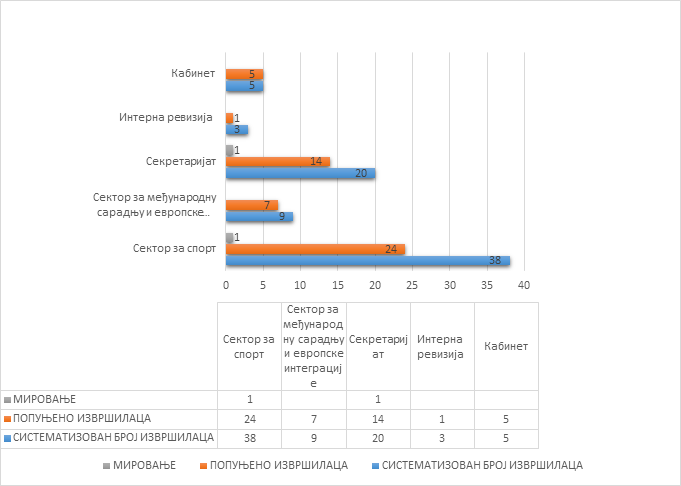 Кабинет
5
5
Интерна ревизија
1
3
Секретаријат
1
14
20
Сектор за међународну
сарадњу и европске...
7
9
Сектор за спорт
1
24
38
0 5 10 15 20 25 30 35 40
Сектор за
спорт
Сектор за
међународ
ну сарадњу
и европске
интеграциј
е
Секретариј
ат
Интерна
ревизија
Кабинет
МИРОВАЊЕ 1 1
ПОПУЊЕНО ИЗВРШИЛАЦА 24 7 14 1 5
СИСТЕМАТИЗОВАН БРОЈ ИЗВРШИЛАЦА 38 9 20 3 5
МИРОВАЊЕ ПОПУЊЕНО ИЗВРШИЛАЦА СИСТЕМАТИЗОВАН БРОЈ ИЗВРШИЛАЦА